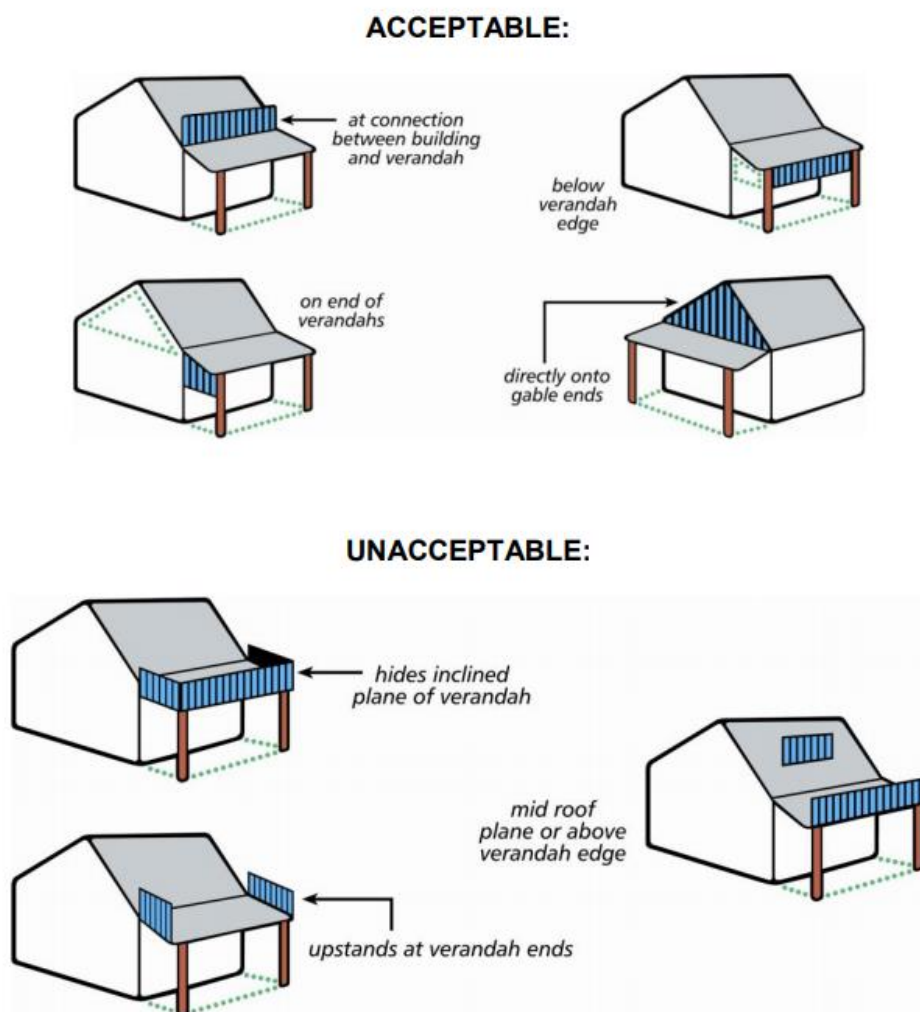 ACCEPTABLE:
at connection
between building
and verandah
below
verandah
edge
on end of
verandahs
directly onto
gable ends
UNACCEPTABLE:
hides inclined
plane of verandah
mid roof
plane or above
verandah edge
upstands at verandah ends